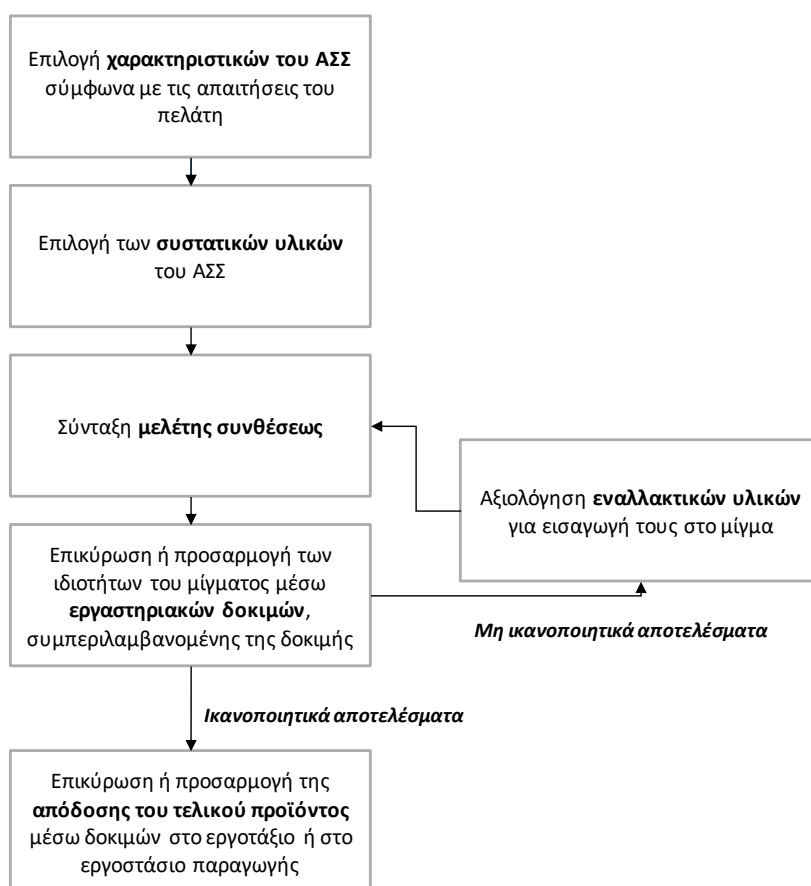 Επιλογή χαρακτηριστικών του ΑΣΣ
σύμφωνα με τις απαιτήσεις του
πελάτη
Επιλογή των συστατικών υλικών
του ΑΣΣ
Σύνταξη μελέτης συνθέσεως
Αξιολόγηση εναλλακτικών υλικών
για εισαγωγή τους στο μίγμα
Επικύρωση ή προσαρμογή των
ιδιοτήτων του μίγματος μέσω
εργαστηριακών δοκιμών,
συμπεριλαμβανομένης της δοκιμής
Μη ικανοποιητικά αποτελέσματα
Ικανοποιητικά αποτελέσματα
Επικύρωση ή προσαρμογή της
απόδοσης του τελικού προϊόντος
μέσω δοκιμών στο εργοτάξιο ή στο
εργοστάσιο παραγωγής